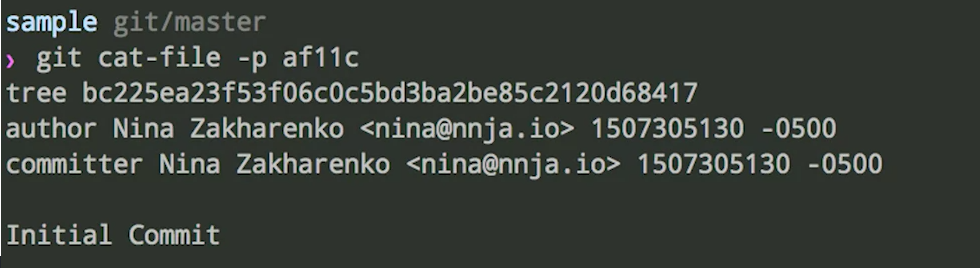 sample git/master
❯ git cat-file -p af11c
tree bc225ea23f53f06c0c5bd3ba2be85c2120d68417
author Nina Zakharenko <nina@nnja.io> 1507305130 -0500
committer Nina Zakharenko <nina@nnja.io> 1507305130 -0500

Initial Commit